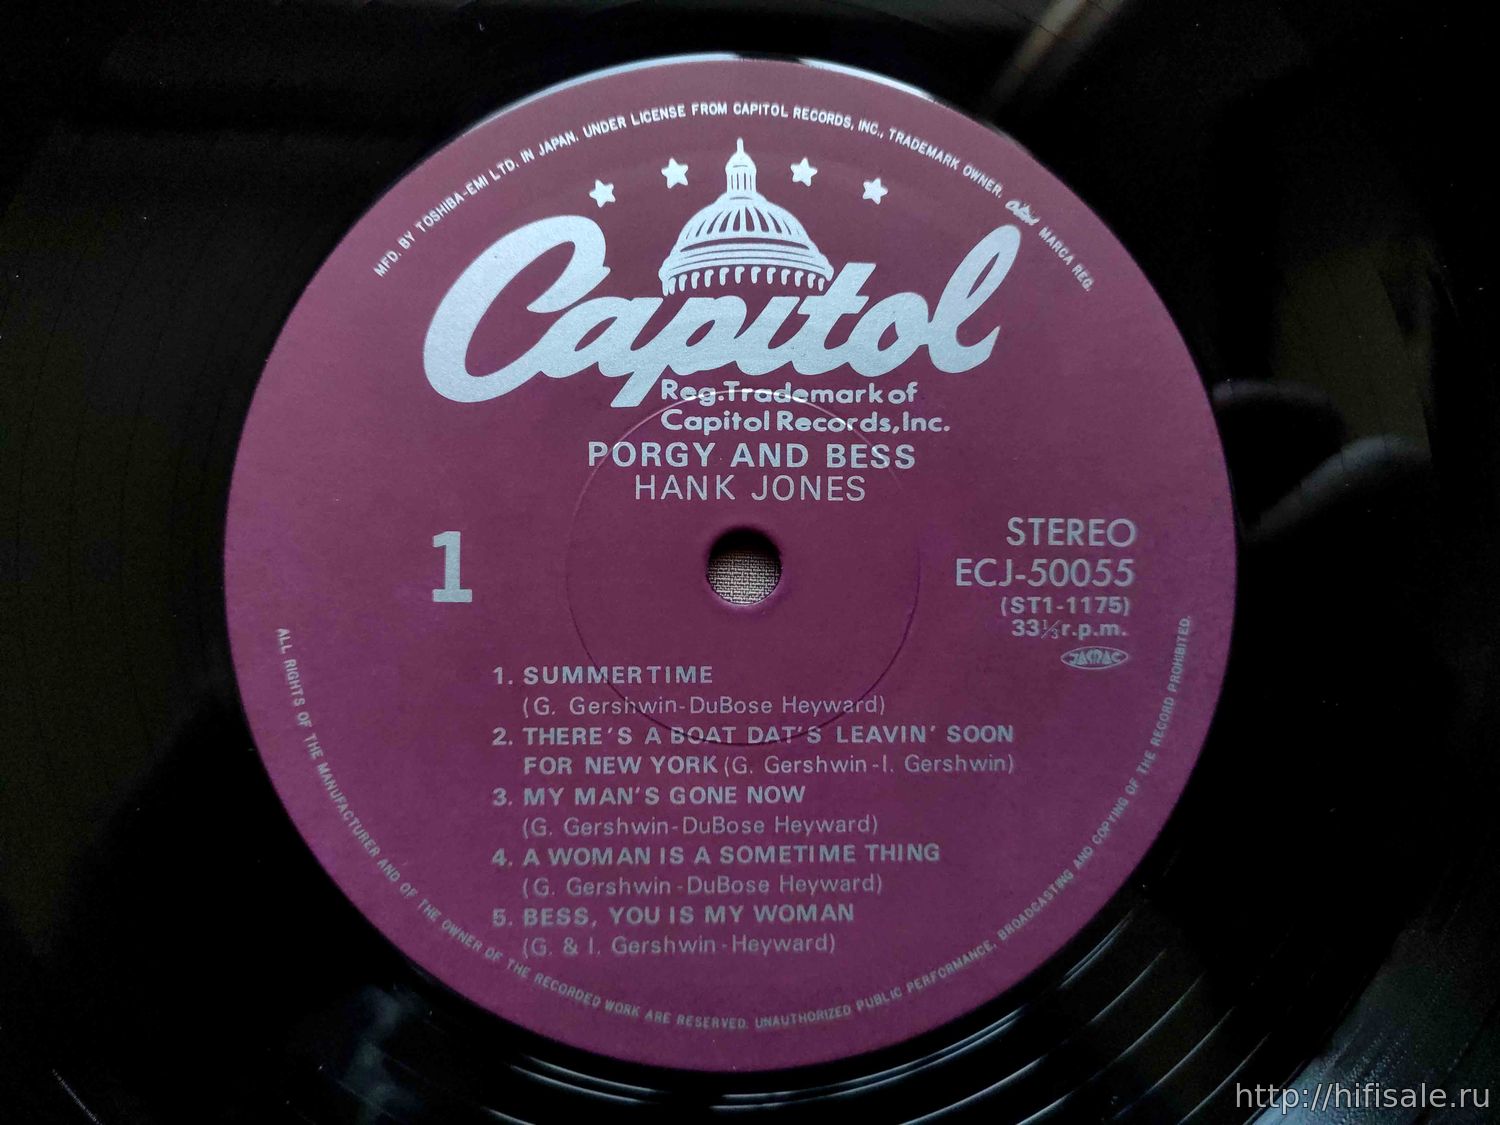 MFD. BY TOSHIBA-EMI LTD. IN JAPAN. UNDER LICENSE FROM CAPITOL RECORDS, INC., TRADEMARK OWNER. Capitol MARCA REG.
Capitol
Reg. Trademark of
Capitol Records, Inc.
PORGY AND BESS
HANK JONES
1
STEREO
ECJ-50055
(ST1-1175)
33⅓ r.p.m.
JASRAC
1. SUMMERTIME
(G. Gershwin-DuBose Heyward)
2. THERE'S A BOAT DAT'S LEAVIN' SOON
FOR NEW YORK (G. Gershwin-I. Gershwin)
3. MY MAN'S GONE NOW
(G. Gershwin-DuBose Heyward)
4. A WOMAN IS A SOMETIME THING
(G. Gershwin-DuBose Heyward)
5. BESS, YOU IS MY WOMAN
(G. & I. Gershwin-Heyward)
ALL RIGHTS OF THE MANUFACTURER AND OF THE OWNER OF THE RECORDED WORK ARE RESERVED. UNAUTHORIZED PUBLIC PERFORMANCE, BROADCASTING AND COPYING OF THE RECORD PROHIBITED.
http://hifisale.ru